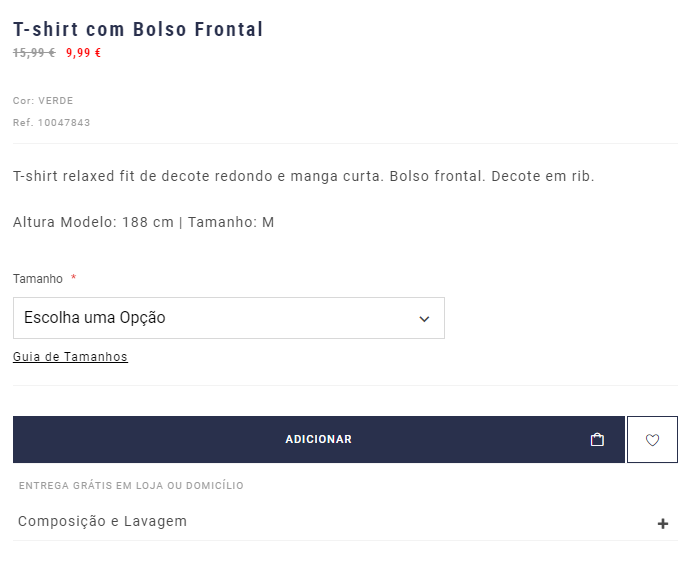 T-shirt com Bolso Frontal
15,99 € 9,99 €
Cor: VERDE
Ref. 10047843
T-shirt relaxed fit de decote redondo e manga curta. Bolso frontal. Decote em rib.
Altura Modelo: 188 cm | Tamanho: M
Tamanho *
Escolha uma Opção
Guia de Tamanhos
ADICIONAR
ENTREGA GRÁTIS EM LOJA OU DOMICÍLIO
Composição e Lavagem